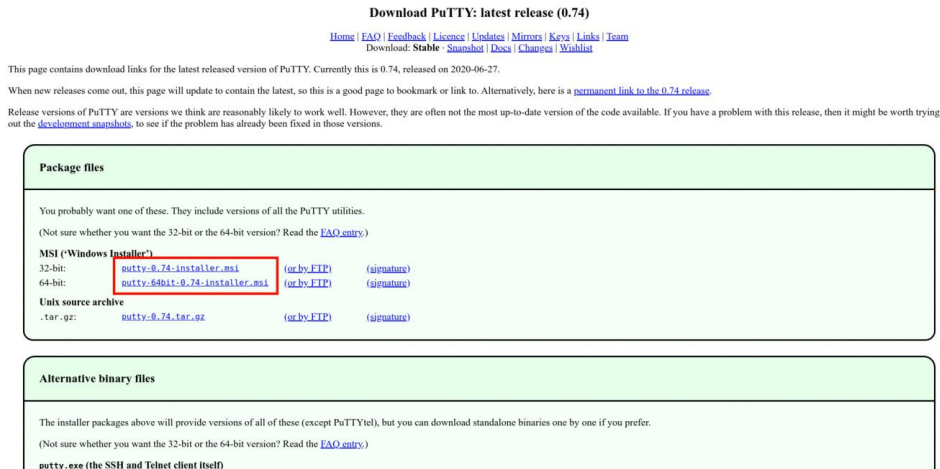 Download PuTTY: latest release (0.74)
Home | FAQ | Feedback | Licence | Updates | Mirrors | Keys | Links | Team
Download: Stable · Snapshot | Docs | Changes | Wishlist
This page contains download links for the latest released version of PuTTY. Currently this is 0.74, released on 2020-06-27.
When new releases come out, this page will update to contain the latest, so this is a good page to bookmark or link to. Alternatively, here is a permanent link to the 0.74 release.
Release versions of PuTTY are versions we think are reasonably likely to work well. However, they are often not the most up-to-date version of the code available. If you have a problem with this release, then it might be worth trying
out the development snapshots, to see if the problem has already been fixed in those versions.
Package files
You probably want one of these. They include versions of all the PuTTY utilities.
(Not sure whether you want the 32-bit or the 64-bit version? Read the FAQ entry.)
MSI (‘Windows Installer’)
32-bit: putty-0.74-installer.msi (or by FTP) (signature)
64-bit: putty-64bit-0.74-installer.msi (or by FTP) (signature)
Unix source archive
.tar.gz: putty-0.74.tar.gz (or by FTP) (signature)
Alternative binary files
The installer packages above will provide versions of all of these (except PuTTYtel), but you can download standalone binaries one by one if you prefer.
(Not sure whether you want the 32-bit or the 64-bit version? Read the FAQ entry.)
putty.exe (the SSH and Telnet client itself)